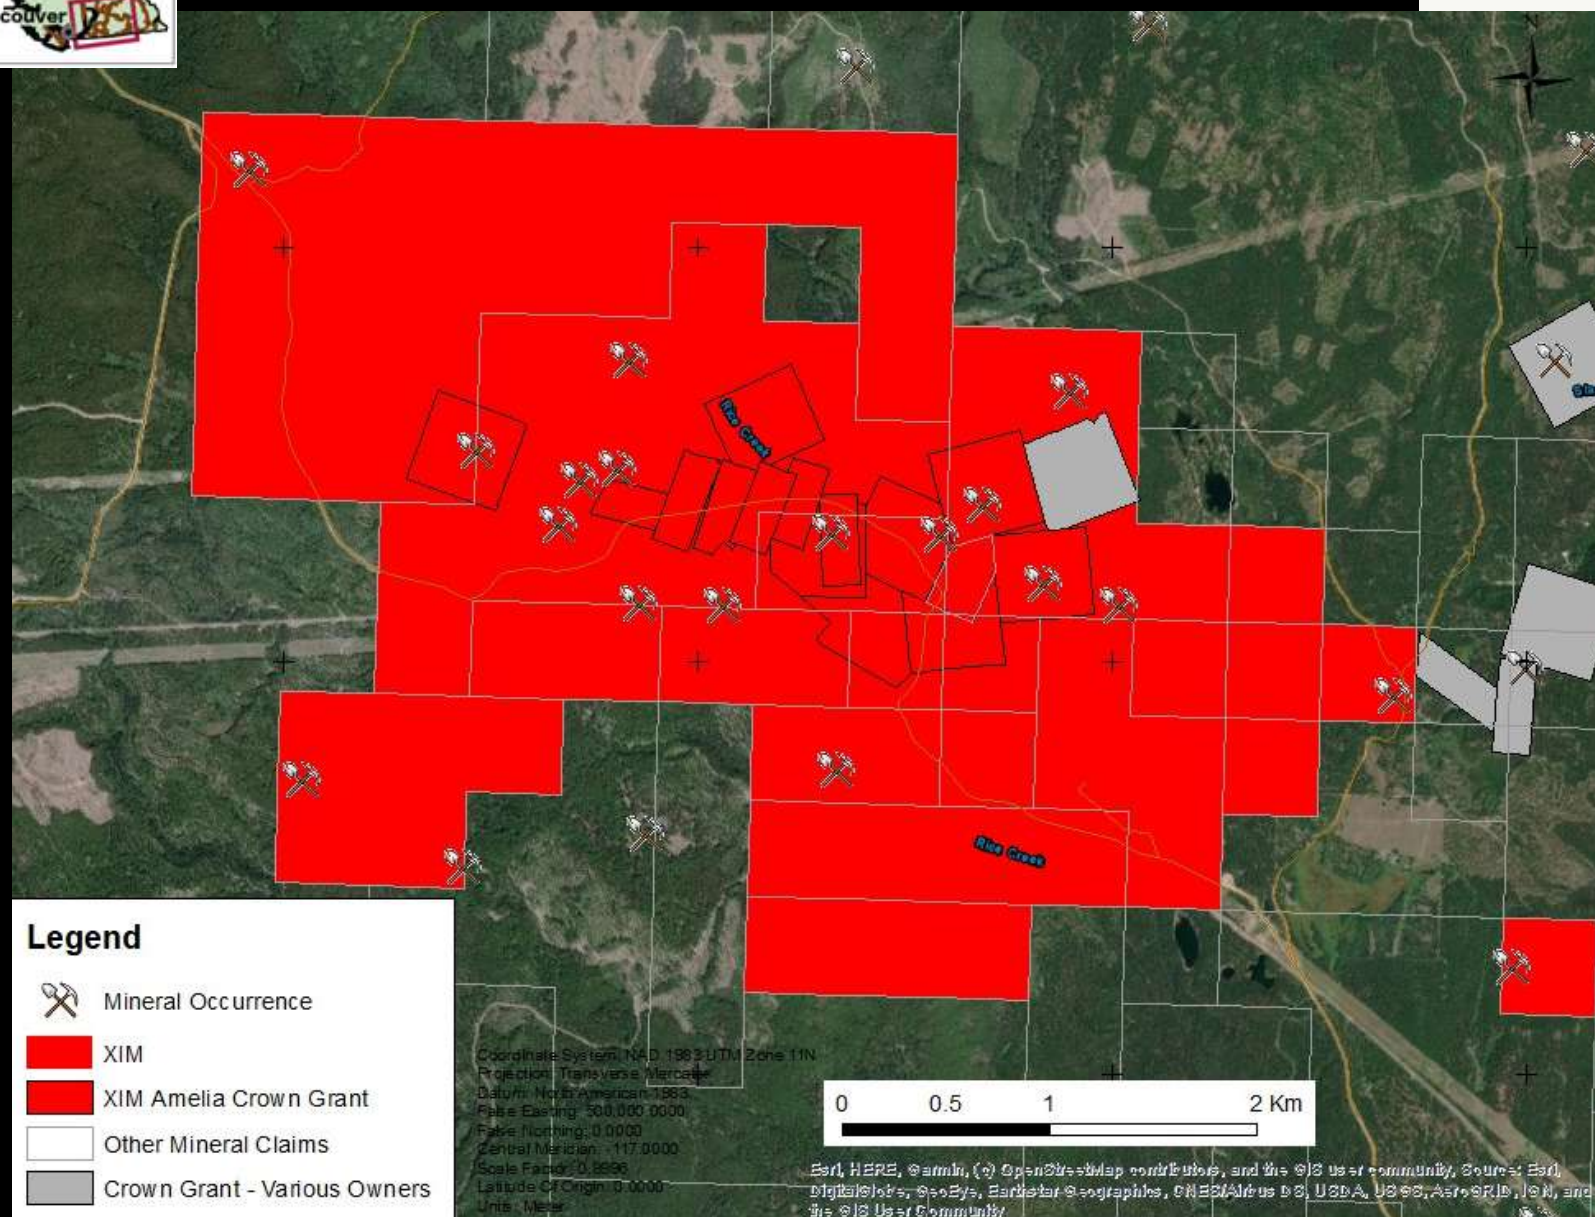 couver
N
Rice Creek
Rice Creek
Legend
Mineral Occurrence
XIM
XIM Amelia Crown Grant
Other Mineral Claims
Crown Grant - Various Owners
Coordinate System: NAD 1983 UTM Zone 11N
Projection: Transverse Mercator
Datum: North American 1983
False Easting: 500,000.0000
False Northing: 0.0000
Central Meridian: -117.0000
Scale Factor: 0.9996
Latitude Of Origin: 0.0000
Units: Meter
0 0.5 1 2 Km
Esri, HERE, Garmin, (c) OpenStreetMap contributors, and the GIS user community, Source: Esri,
DigitalGlobe, GeoEye, Earthstar Geographics, CNES/Airbus DS, USDA, USGS, AeroGRID, IGN, and
the GIS User Community